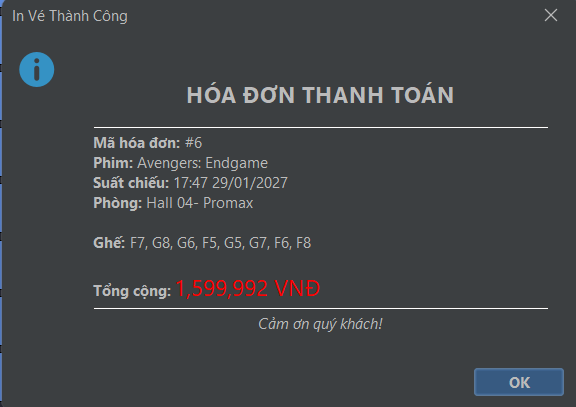 In Vé Thành Công
HÓA ĐƠN THANH TOÁN
Mã hóa đơn: #6
Phim: Avengers: Endgame
Suất chiếu: 17:47 29/01/2027
Phòng: Hall 04- Promax
Ghế: F7, G8, G6, F5, G5, G7, F6, F8
Tổng cộng: 1,599,992 VNĐ
Cảm ơn quý khách!
OK